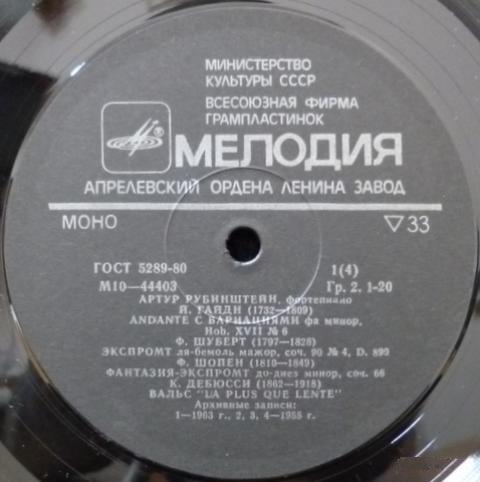 МИНИСТЕРСТВО
КУЛЬТУРЫ СССР
ВСЕСОЮЗНАЯ ФИРМА
ГРАМПЛАСТИНОК
МЕЛОДИЯ
АПРЕЛЕВСКИЙ ОРДЕНА ЛЕНИНА ЗАВОД
МОНО ▽33
ГОСТ 5289-80 1(4)
М10—44403 Гр. 2. 1-20
АРТУР РУБИНШТЕЙН, фортепиано
Й. ГАЙДН (1732—1809)
ANDANTE С ВАРИАЦИЯМИ фа минор,
Hob. XVII № 6
Ф. ШУБЕРТ (1797—1828)
ЭКСПРОМТ ля-бемоль мажор, соч. 90 № 4, D. 899
Ф. ШОПЕН (1810—1849)
ФАНТАЗИЯ-ЭКСПРОМТ до-диез минор, соч. 66
К. ДЕБЮССИ (1862—1918)
ВАЛЬС "LA PLUS QUE LENTE"
Архивные записи:
1—1963 г., 2, 3, 4—1955 г.